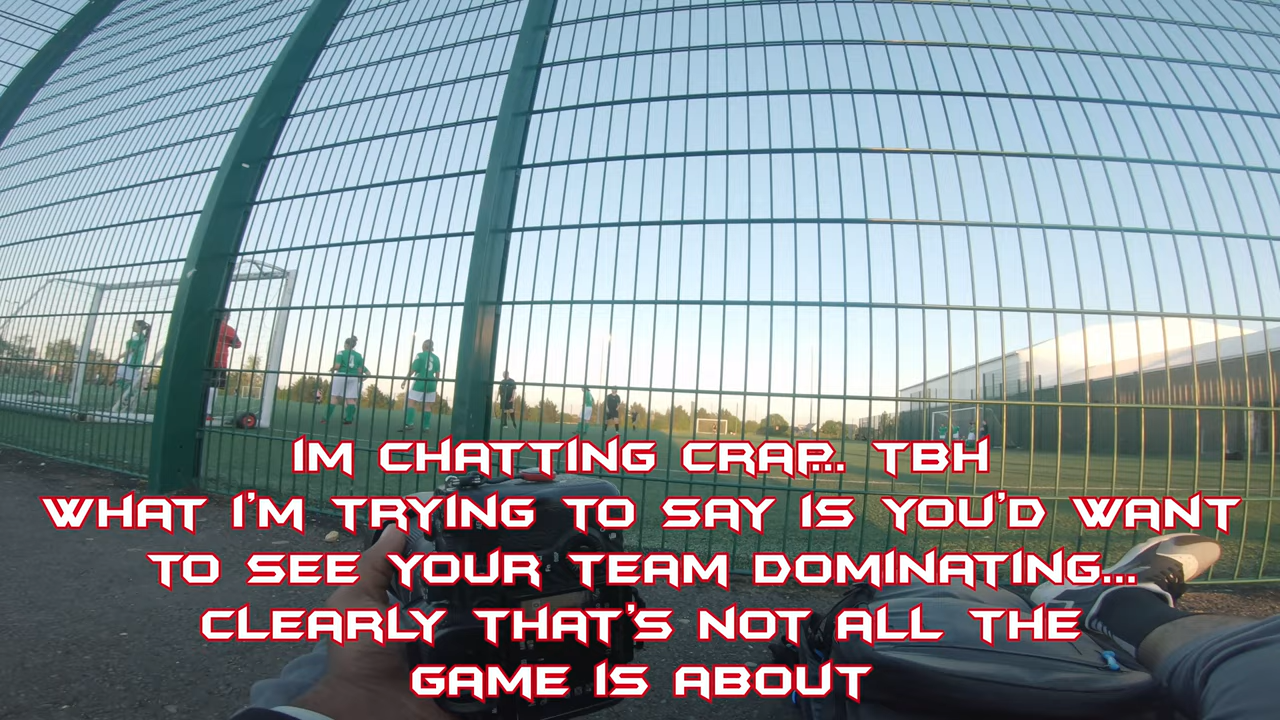 IM CHATTING CRAP... TBH
WHAT I'M TRYING TO SAY IS YOU'D WANT
TO SEE YOUR TEAM DOMINATING...
CLEARLY THAT'S NOT ALL THE
GAME IS ABOUT